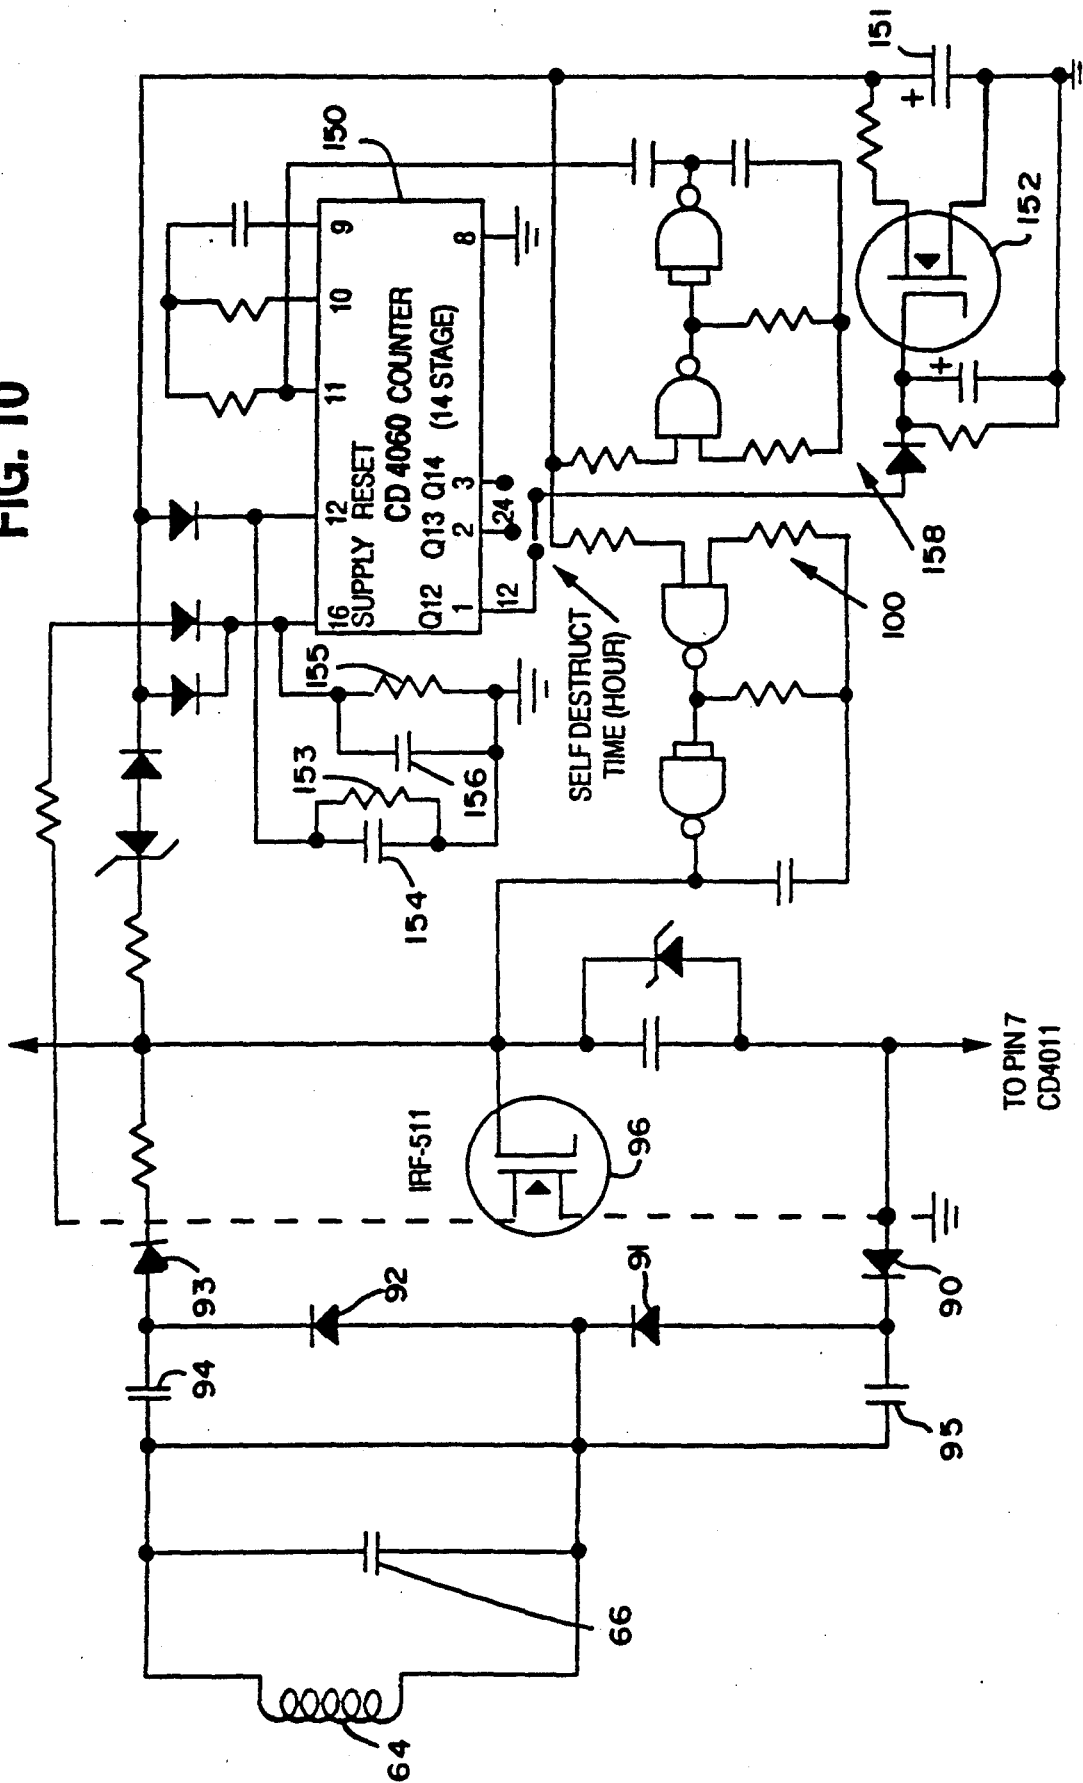 FIG. 10
150
9
10
11
12
16
SUPPLY RESET
CD 4060 COUNTER
(14 STAGE)
8
Q12
Q13
Q14
1
2
3
12
24
SELF DESTRUCT
TIME (HOUR)
151
152
158
100
155
153
156
154
IRF-511
96
TO PIN 7
CD4011
93
92
91
90
94
95
66
64
+
+